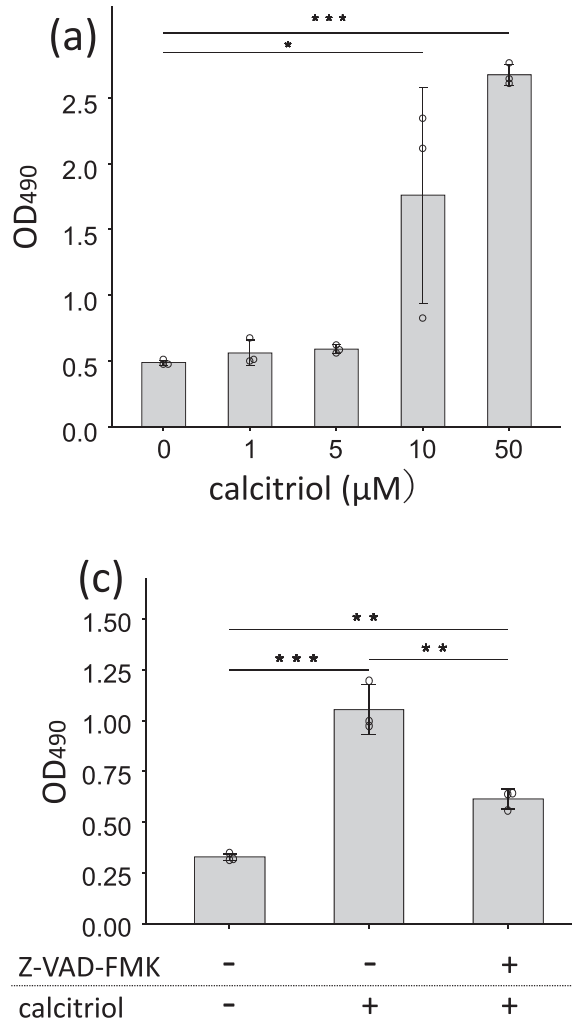 (a)
***
*
OD490
2.5
2.0
1.5
1.0
0.5
0.0
0 1 5 10 50
calcitriol (μM）
(c)
**
*** **
OD490
1.50
1.25
1.00
0.75
0.50
0.25
0.00
Z-VAD-FMK - - +
calcitriol - + +